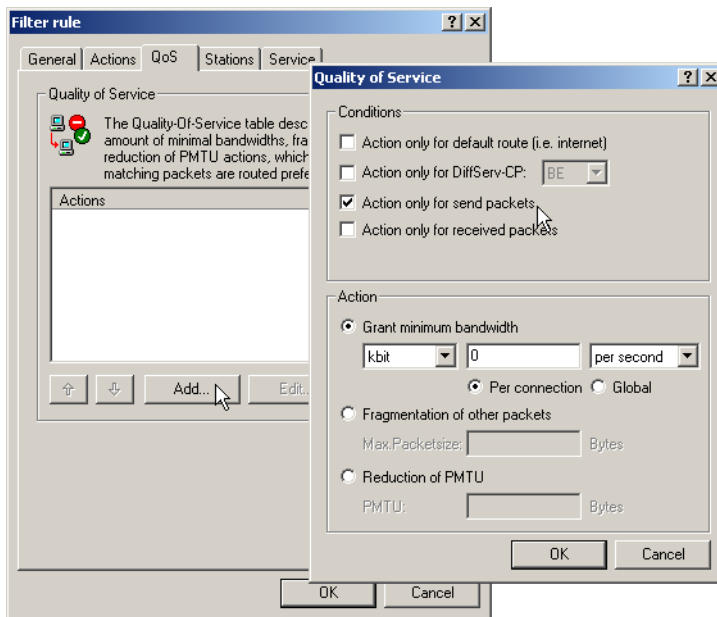 Filter rule
General Actions QoS Stations Service
Quality of Service
The Quality-Of-Service table desc
amount of minimal bandwidths, fra
reduction of PMTU actions, which
matching packets are routed prefe
Actions
Add...
Edit..
OK
Cancel
Quality of Service
Conditions
Action only for default route (i.e. internet)
Action only for DiffServ-CP: BE
Action only for send packets
Action only for received packets
Action
Grant minimum bandwidth
kbit 0 per second
Per connection Global
Fragmentation of other packets
Max.Packetsize: Bytes
Reduction of PMTU
PMTU: Bytes
OK Cancel